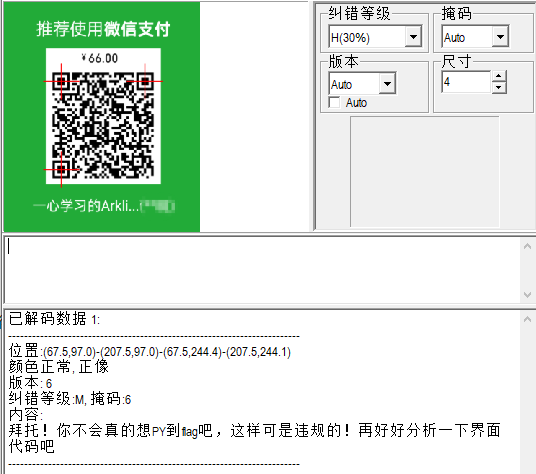 推荐使用微信支付
¥66.00
一心学习的Arkli...(
纠错等级
H(30%)
掩码
Auto
版本
Auto
Auto
尺寸
4
已解码数据 1:
位置:(67.5,97.0)-(207.5,97.0)-(67.5,244.4)-(207.5,244.1)
颜色正常, 正像
版本: 6
纠错等级:M, 掩码:6
内容:
拜托！你不会真的想PY到flag吧，这样可是违规的！再好好分析一下界面
代码吧